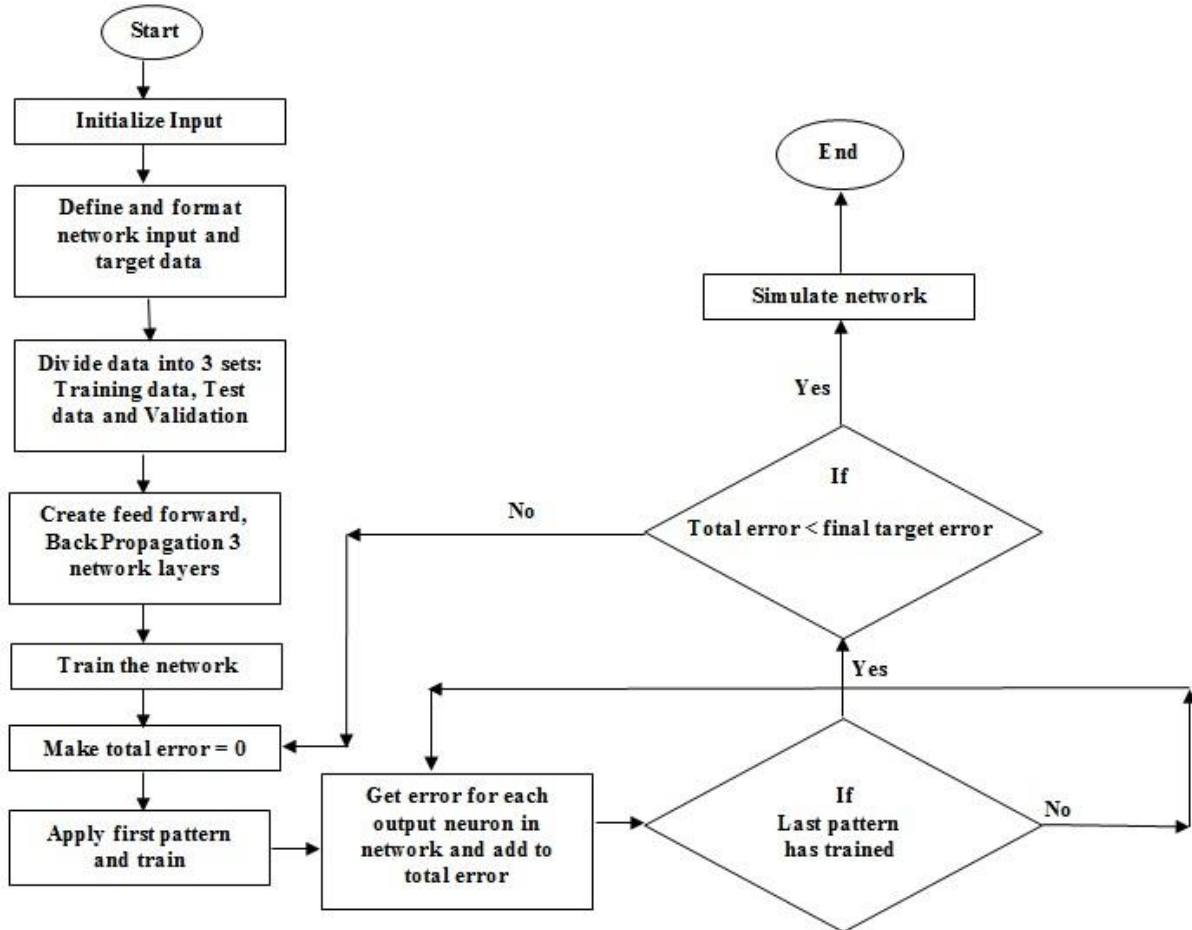 Start
Initialize Input
Define and format
network input and
target data
Divide data into 3 sets:
Training data, Test
data and Validation
Create feed forward,
Back Propagation 3
network layers
Train the network
Make total error = 0
Apply first pattern
and train
Get error for each
output neuron in
network and add to
total error
If
Last pattern
has trained
No
Yes
If
Total error < final target error
No
Yes
Simulate network
End